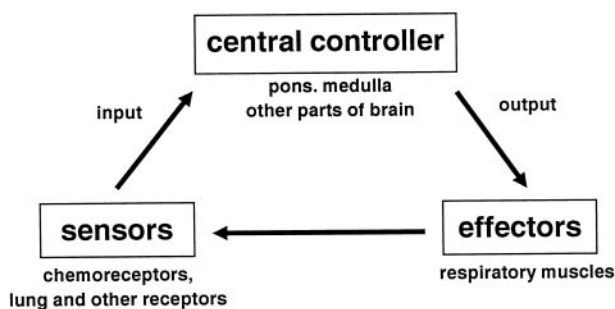 central controller
pons. medulla
other parts of brain
input
output
sensors
effectors
chemoreceptors,
lung and other receptors
respiratory muscles